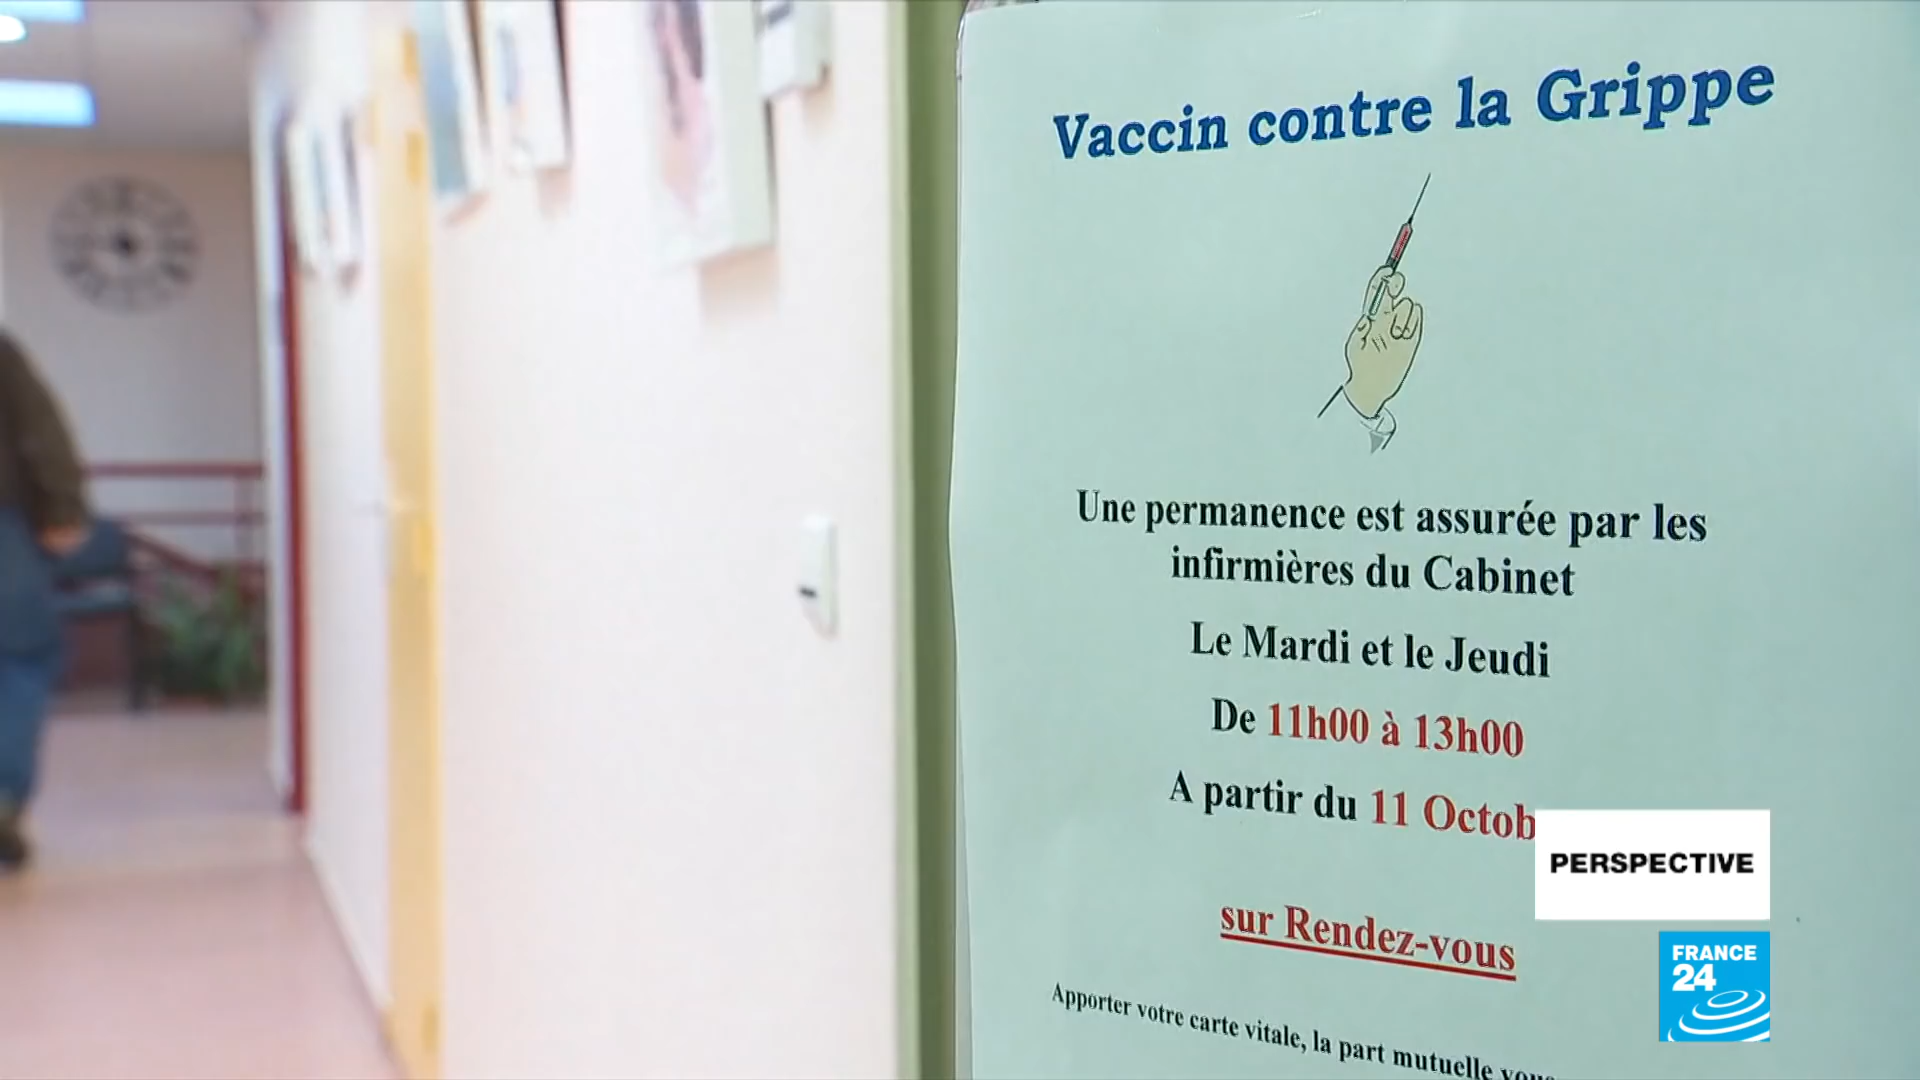 Vaccin contre la Grippe
Une permanence est assurée par les
infirmières du Cabinet
Le Mardi et le Jeudi
De 11h00 à 13h00
A partir du 11 Octob
PERSPECTIVE
sur Rendez-vous
FRANCE
24
Apporter votre carte vitale, la part mutuelle